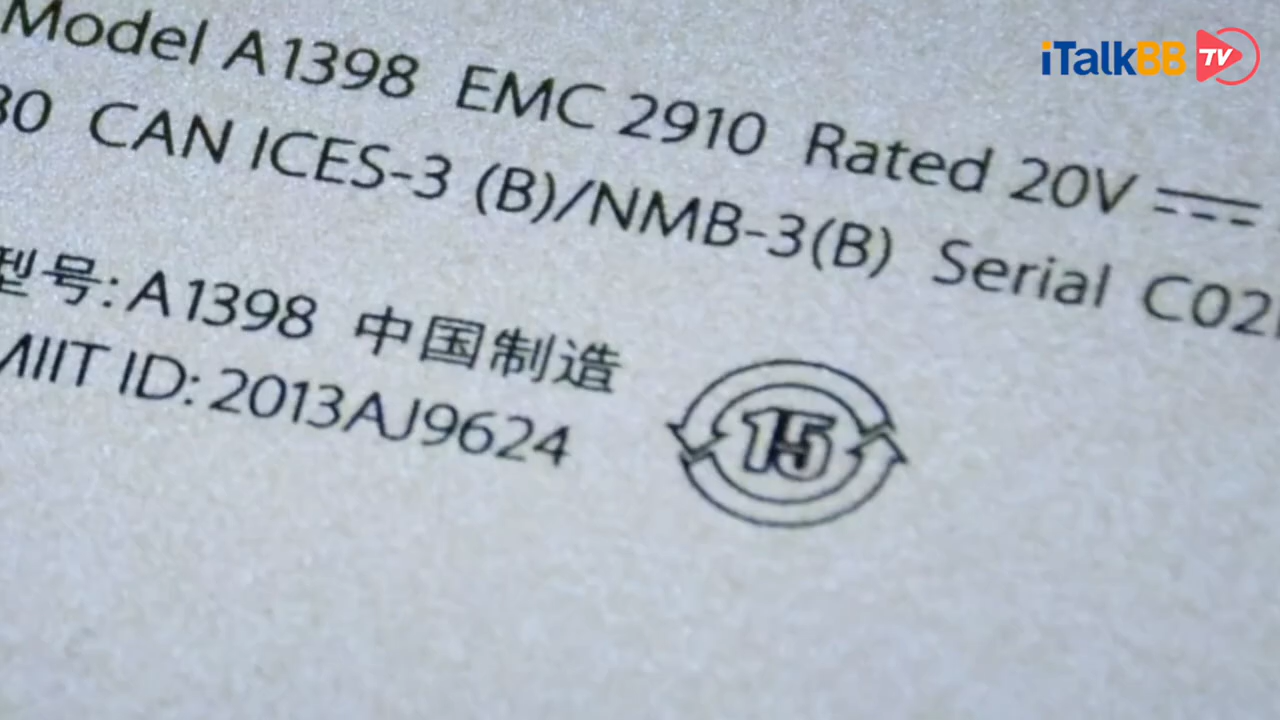 iTalkBB TV
Model A1398 EMC 2910 Rated 20V
CAN ICES-3 (B)/NMB-3(B) Serial C02
型号: A1398 中国制造
MIIT ID: 2013AJ9624
15